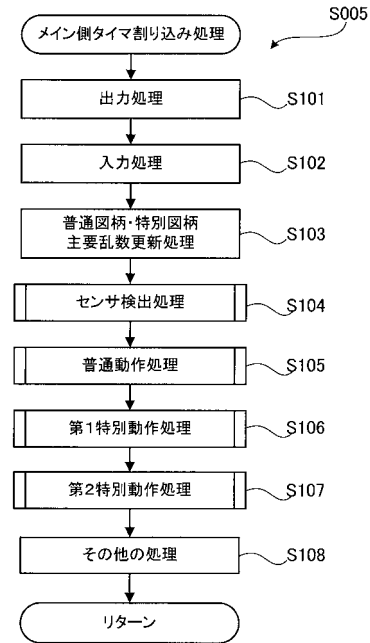 S005
メイン側タイマ割り込み処理
出力処理
S101
入力処理
S102
普通図柄・特別図柄
主要乱数更新処理
S103
センサ検出処理
S104
普通動作処理
S105
第1特別動作処理
S106
第2特別動作処理
S107
その他の処理
S108
リターン